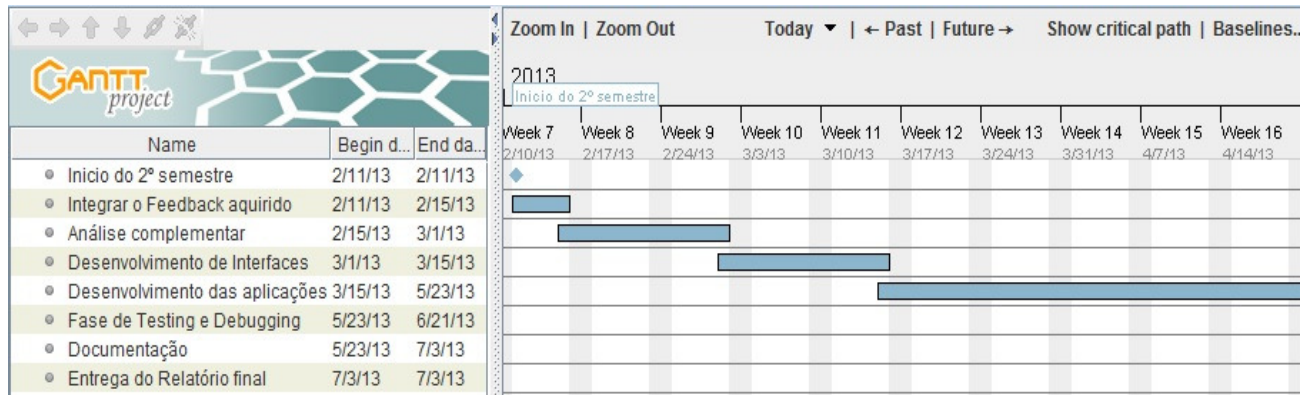 Zoom In | Zoom Out Today ▼ | ← Past | Future → Show critical path | Baselines...
GANTT
project
2013
Inicio do 2º semestre
Name Begin d... End da...
Week 7 Week 8 Week 9 Week 10 Week 11 Week 12 Week 13 Week 14 Week 15 Week 16
2/10/13 2/17/13 2/24/13 3/3/13 3/10/13 3/17/13 3/24/13 3/31/13 4/7/13 4/14/13
Inicio do 2º semestre 2/11/13 2/11/13
Integrar o Feedback aquirido 2/11/13 2/15/13
Análise complementar 2/15/13 3/1/13
Desenvolvimento de Interfaces 3/1/13 3/15/13
Desenvolvimento das aplicações 3/15/13 5/23/13
Fase de Testing e Debugging 5/23/13 6/21/13
Documentação 5/23/13 7/3/13
Entrega do Relatório final 7/3/13 7/3/13